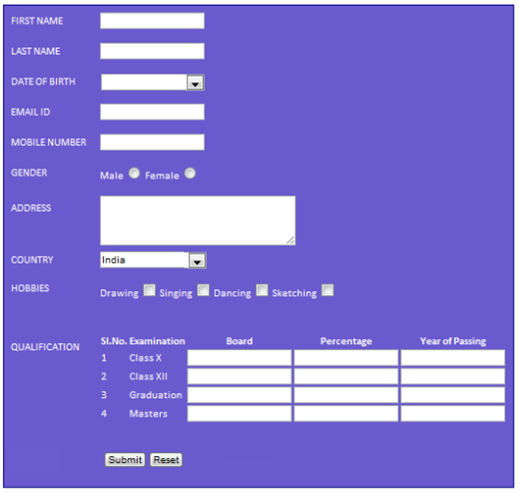 FIRST NAME
LAST NAME
DATE OF BIRTH
EMAIL ID
MOBILE NUMBER
GENDER Male Female
ADDRESS
COUNTRY India
HOBBIES Drawing Singing Dancing Sketching
QUALIFICATION
Sl.No. Examination Board Percentage Year of Passing
1 Class X
2 Class XII
3 Graduation
4 Masters
Submit Reset